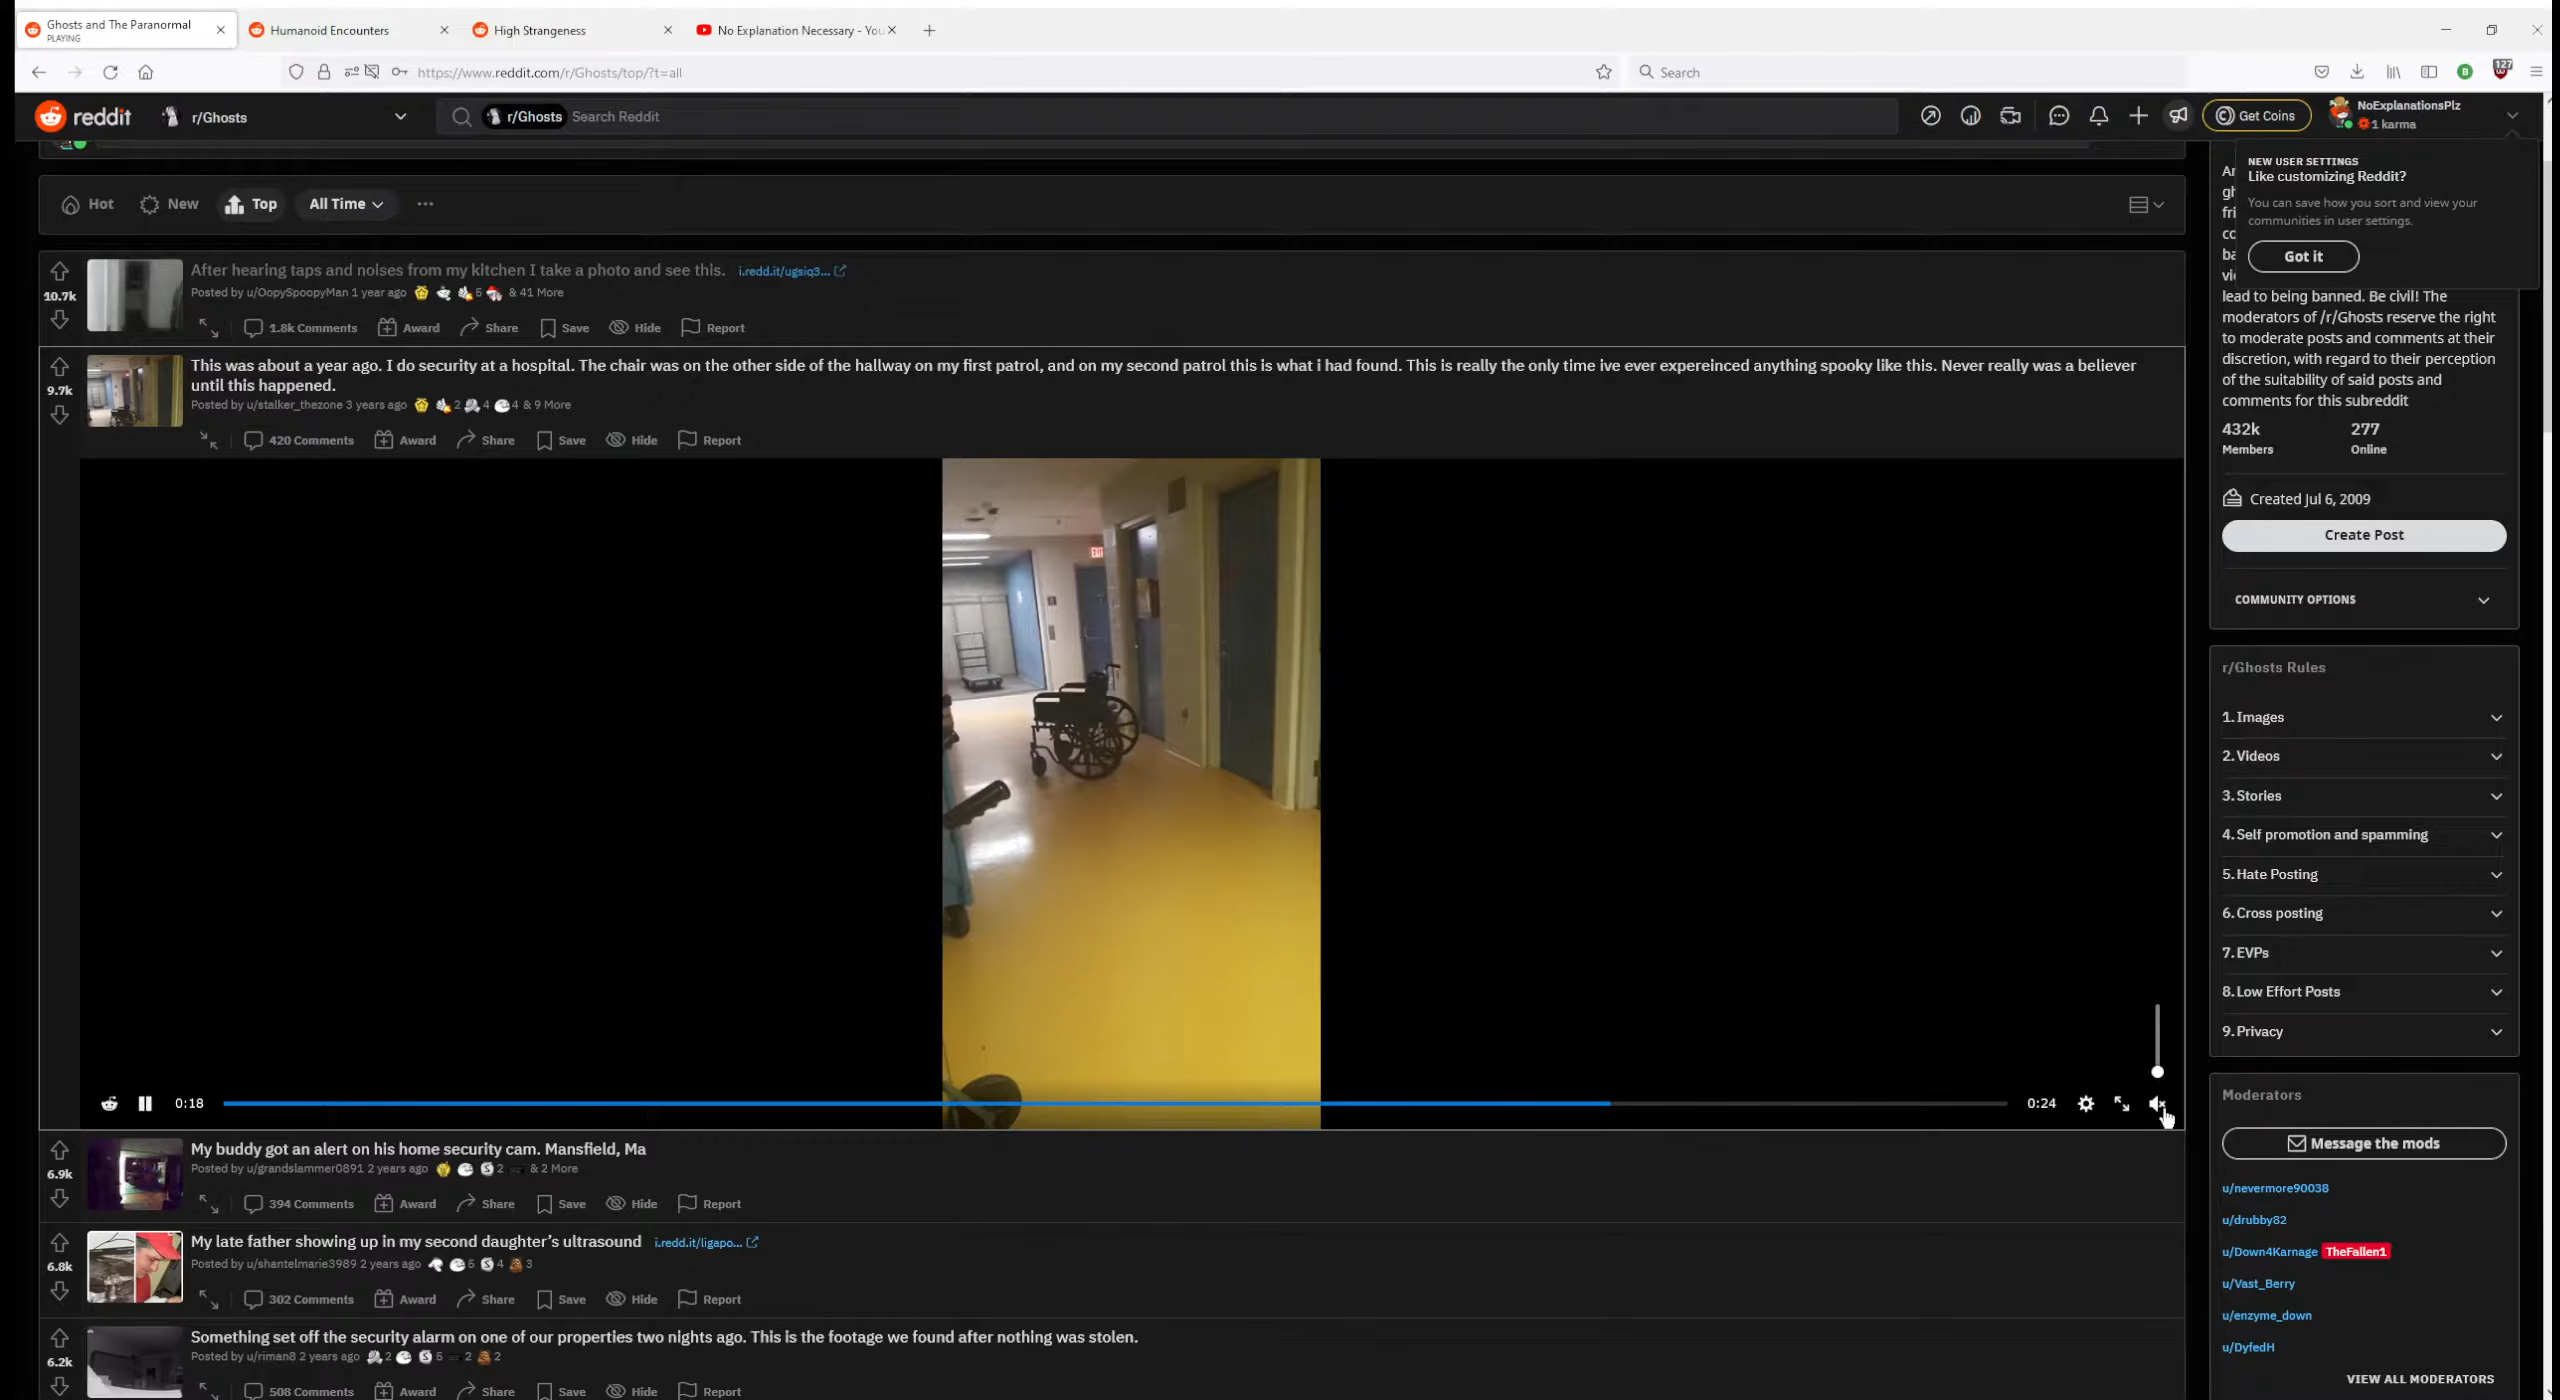 Ghosts and The Paranormal
PLAYING
Humanoid Encounters
High Strangeness
No Explanation Necessary - You
https://www.reddit.com/r/Ghosts/top/?t=all
Search
127
reddit
r/Ghosts
r/Ghosts Search Reddit
Get Coins
NoExplanationsPlz
1 karma
NEW USER SETTINGS
Like customizing Reddit?
You can save how you sort and view your
communities in user settings.
Got it
Hot
New
Top
All Time
After hearing taps and noises from my kitchen I take a photo and see this. i.redd.it/ugsiq3...
10.7k
Posted by u/OopySpoopyMan 1 year ago 5 & 41 More
1.8k Comments Award Share Save Hide Report
This was about a year ago. I do security at a hospital. The chair was on the other side of the hallway on my first patrol, and on my second patrol this is what i had found. This is really the only time ive ever expereinced anything spooky like this. Never really was a believer
until this happened.
9.7k
Posted by u/stalker_thezone 3 years ago 2 4 4 & 9 More
420 Comments Award Share Save Hide Report
EXIT
0:18
0:24
My buddy got an alert on his home security cam. Mansfield, Ma
6.9k
Posted by u/grandslammer0891 2 years ago 2 & 2 More
394 Comments Award Share Save Hide Report
My late father showing up in my second daughter’s ultrasound i.redd.it/ligapo...
6.8k
Posted by u/shantelmarie3989 2 years ago 6 4 3
302 Comments Award Share Save Hide Report
Something set off the security alarm on one of our properties two nights ago. This is the footage we found after nothing was stolen.
6.2k
Posted by u/riman8 2 years ago 2 5 2 2
508 Comments Award Share Save Hide Report
lead to being banned. Be civil! The
moderators of /r/Ghosts reserve the right
to moderate posts and comments at their
discretion, with regard to their perception
of the suitability of said posts and
comments for this subreddit
432k
Members
277
Online
Created Jul 6, 2009
Create Post
COMMUNITY OPTIONS
r/Ghosts Rules
1. Images
2. Videos
3. Stories
4. Self promotion and spamming
5. Hate Posting
6. Cross posting
7. EVPs
8. Low Effort Posts
9. Privacy
Moderators
Message the mods
u/nevermore90038
u/drubby82
u/Down4Karnage TheFallen1
u/Vast_Berry
u/enzyme_down
u/DyfedH
VIEW ALL MODERATORS